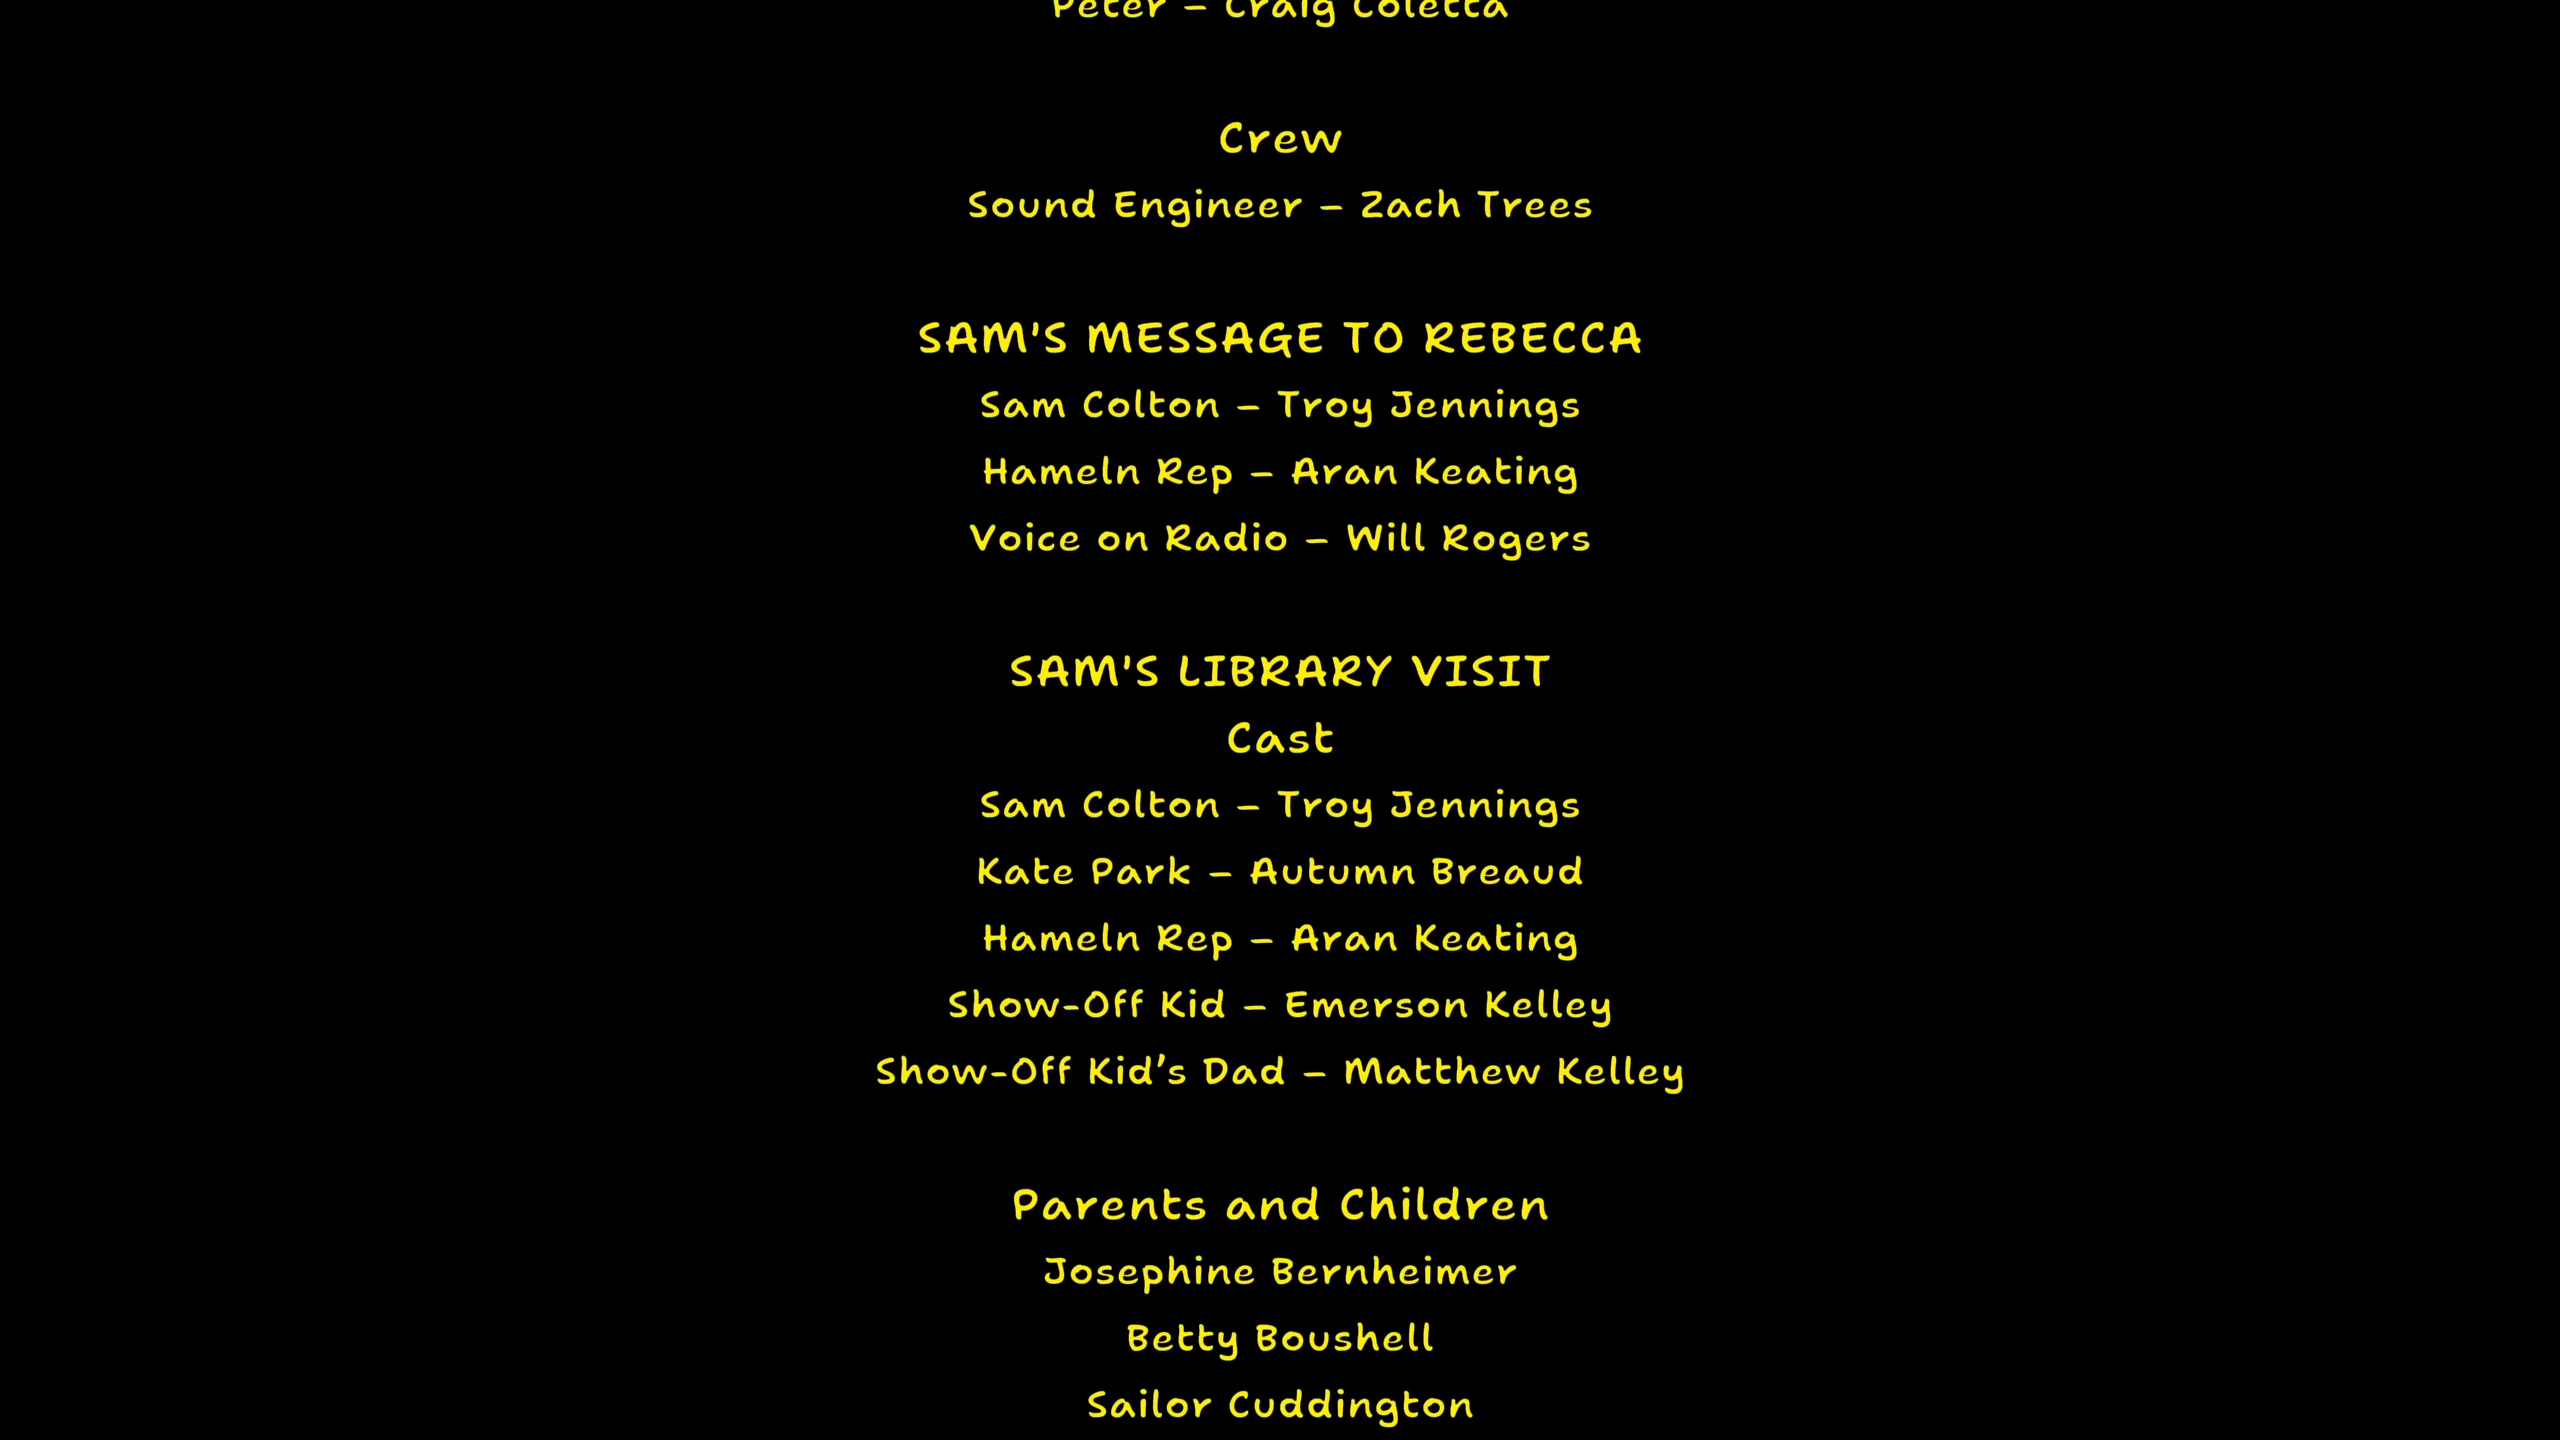 Peter – Craig Coletta
Crew
Sound Engineer – Zach Trees
SAM'S MESSAGE TO REBECCA
Sam Colton – Troy Jennings
Hameln Rep – Aran Keating
Voice on Radio – Will Rogers
SAM'S LIBRARY VISIT
Cast
Sam Colton – Troy Jennings
Kate Park – Autumn Breaud
Hameln Rep – Aran Keating
Show-Off Kid – Emerson Kelley
Show-Off Kid’s Dad – Matthew Kelley
Parents and Children
Josephine Bernheimer
Betty Boushell
Sailor Cuddington